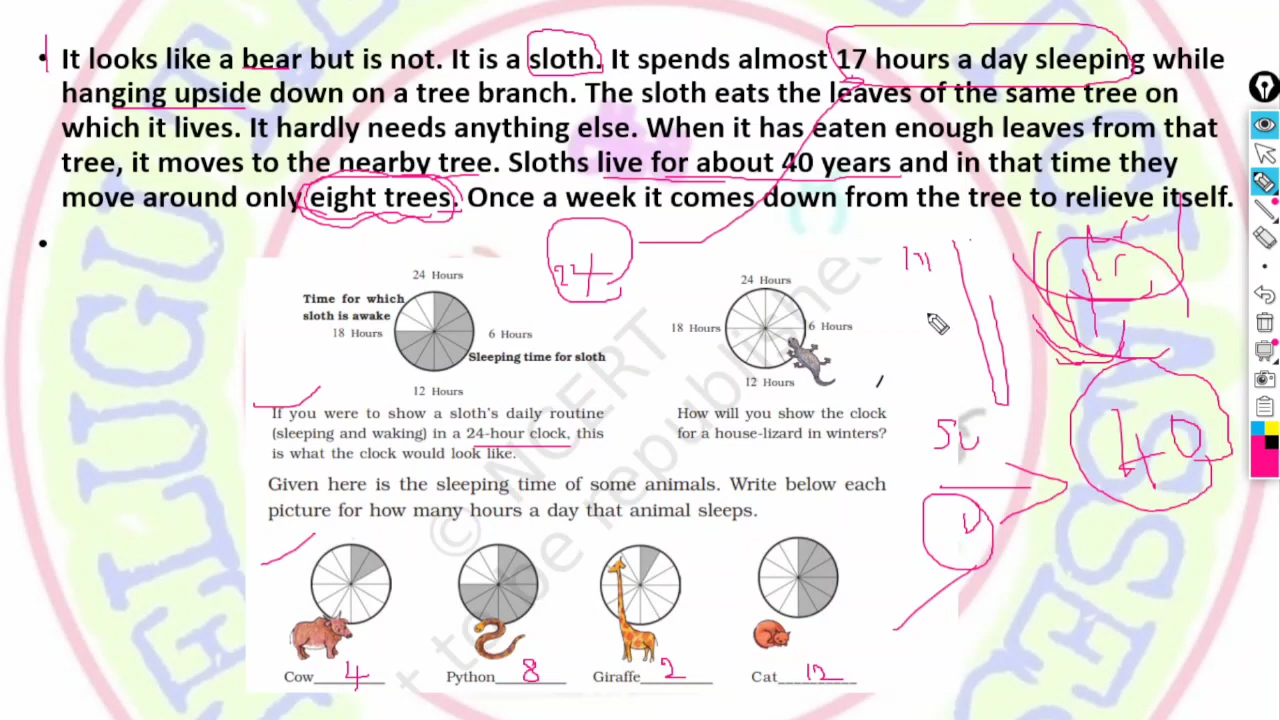 • It looks like a bear but is not. It is a sloth. It spends almost 17 hours a day sleeping while
hanging upside down on a tree branch. The sloth eats the leaves of the same tree on
which it lives. It hardly needs anything else. When it has eaten enough leaves from that
tree, it moves to the nearby tree. Sloths live for about 40 years and in that time they
move around only eight trees. Once a week it comes down from the tree to relieve itself.
•
24
24 Hours
Time for which
sloth is awake
18 Hours
6 Hours
Sleeping time for sloth
12 Hours
24 Hours
18 Hours
6 Hours
12 Hours
If you were to show a sloth's daily routine
(sleeping and waking) in a 24-hour clock, this
is what the clock would look like.
How will you show the clock
for a house-lizard in winters?
40
Given here is the sleeping time of some animals. Write below each
picture for how many hours a day that animal sleeps.
Cow 4
Python 8
Giraffe 2
Cat 12
© NCERT
not to be republished